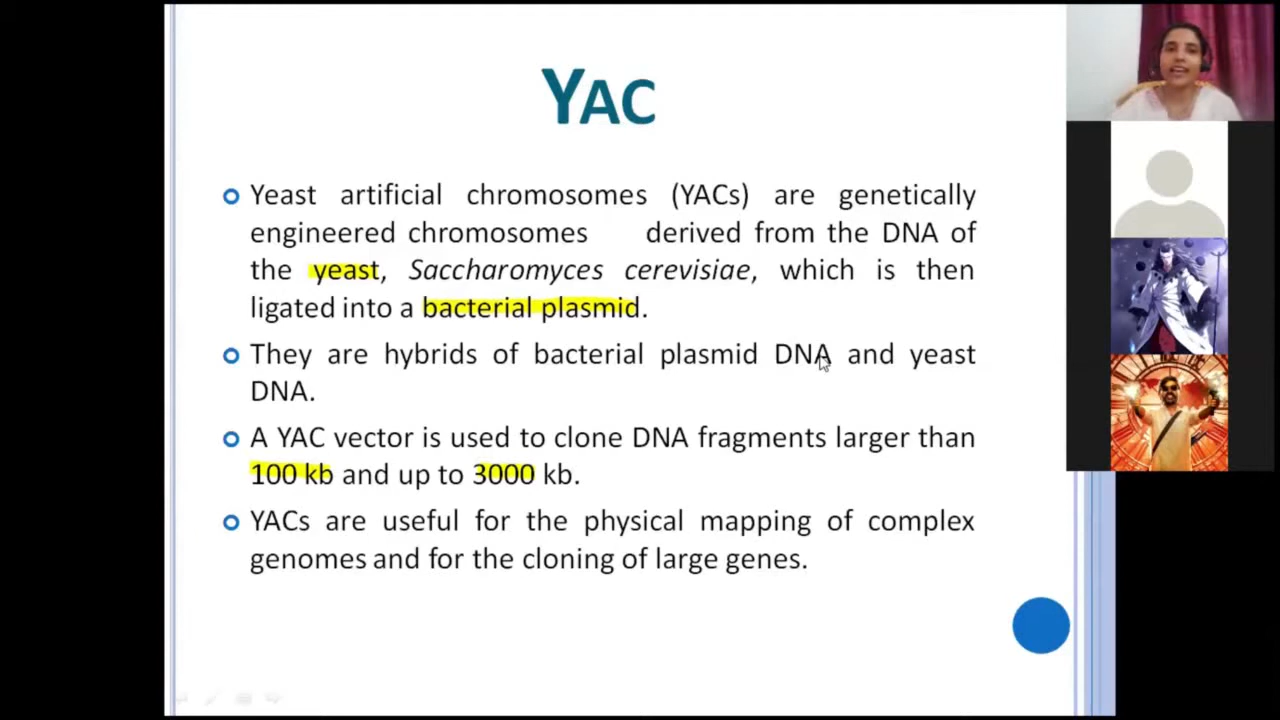 YAC
Yeast artificial chromosomes (YACs) are genetically
engineered chromosomes derived from the DNA of
the yeast, Saccharomyces cerevisiae, which is then
ligated into a bacterial plasmid.
They are hybrids of bacterial plasmid DNA and yeast
DNA.
A YAC vector is used to clone DNA fragments larger than
100 kb and up to 3000 kb.
YACs are useful for the physical mapping of complex
genomes and for the cloning of large genes.